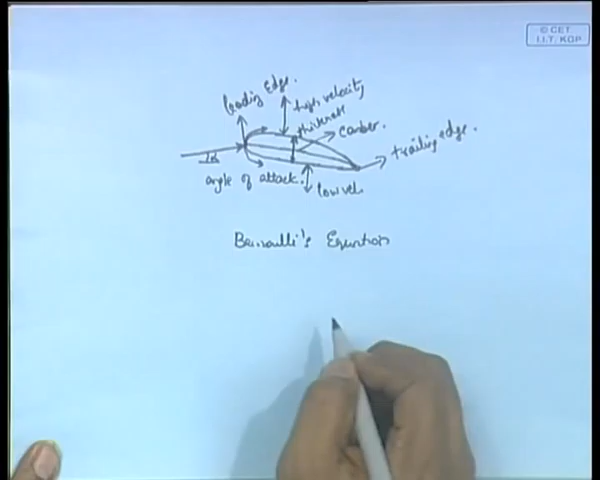 © CET
I.I.T. KGP
leading Edge.
high velocity
thickness
camber.
trailing edge.
α
angle of attack.
low vel.
Bernoulli's Equation